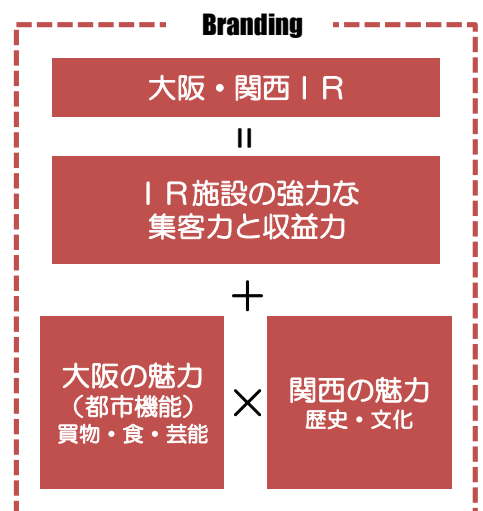 Branding
大阪・関西ＩＲ
＝
ＩＲ施設の強力な
集客力と収益力
＋
大阪の魅力
（都市機能）
買物・食・芸能
×
関西の魅力
歴史・文化